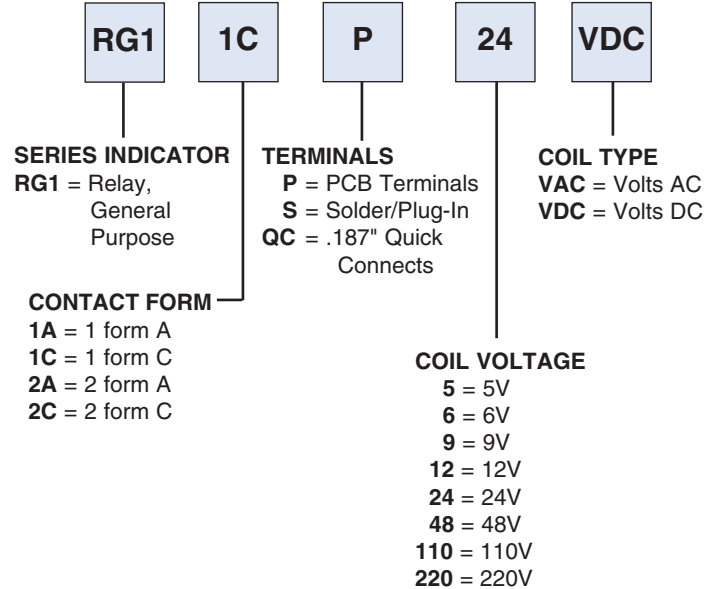 RG1 1C P 24 VDC
SERIES INDICATOR
RG1 = Relay,
General
Purpose
TERMINALS
P = PCB Terminals
S = Solder/Plug-In
QC = .187" Quick
Connects
COIL TYPE
VAC = Volts AC
VDC = Volts DC
CONTACT FORM
1A = 1 form A
1C = 1 form C
2A = 2 form A
2C = 2 form C
COIL VOLTAGE
5 = 5V
6 = 6V
9 = 9V
12 = 12V
24 = 24V
48 = 48V
110 = 110V
220 = 220V